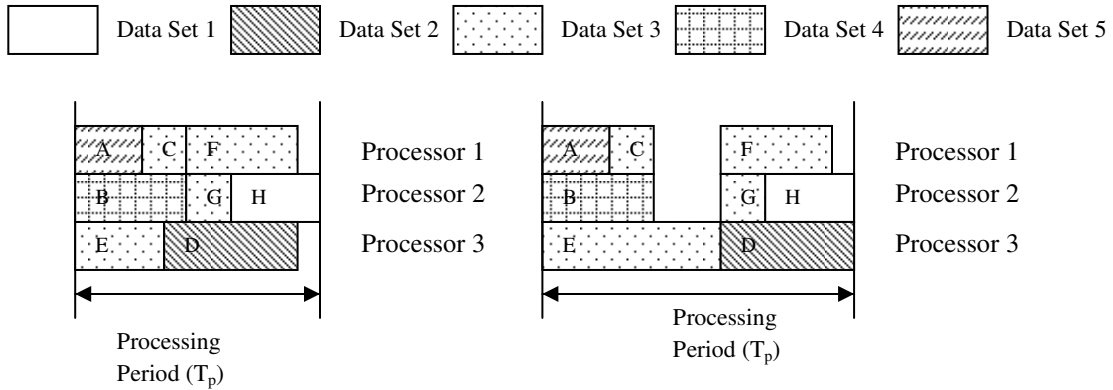 Data Set 1 Data Set 2 Data Set 3 Data Set 4 Data Set 5
A C F Processor 1
B G H Processor 2
E D Processor 3
Processing
Period (Tp)
A C F Processor 1
B G H Processor 2
E D Processor 3
Processing
Period (Tp)